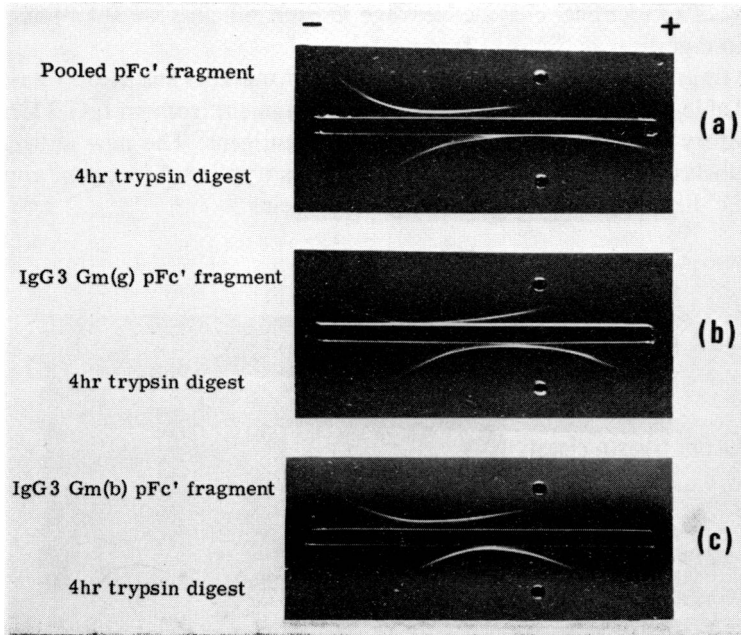 − +
Pooled pFc' fragment
(a)
4hr trypsin digest
IgG3 Gm(g) pFc' fragment
(b)
4hr trypsin digest
IgG3 Gm(b) pFc' fragment
(c)
4hr trypsin digest